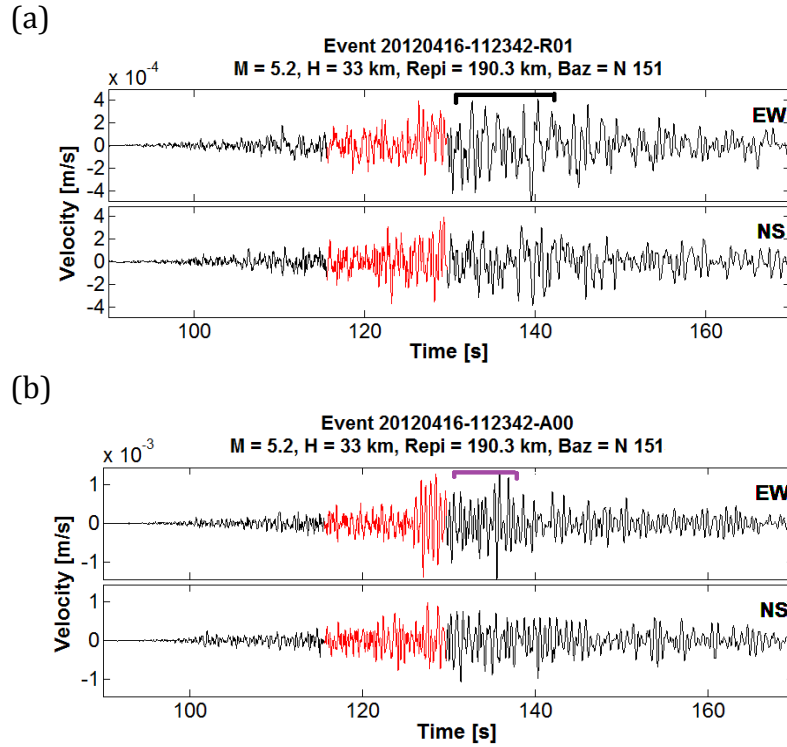 (a)
Event 20120416-112342-R01
M = 5.2, H = 33 km, Repi = 190.3 km, Baz = N 151
x 10^-4
4
2
0
-2
-4
EW
4
2
0
-2
-4
NS
Velocity [m/s]
100 120 140 160
Time [s]
(b)
Event 20120416-112342-A00
M = 5.2, H = 33 km, Repi = 190.3 km, Baz = N 151
x 10^-3
1
0
-1
EW
1
0
-1
NS
Velocity [m/s]
100 120 140 160
Time [s]